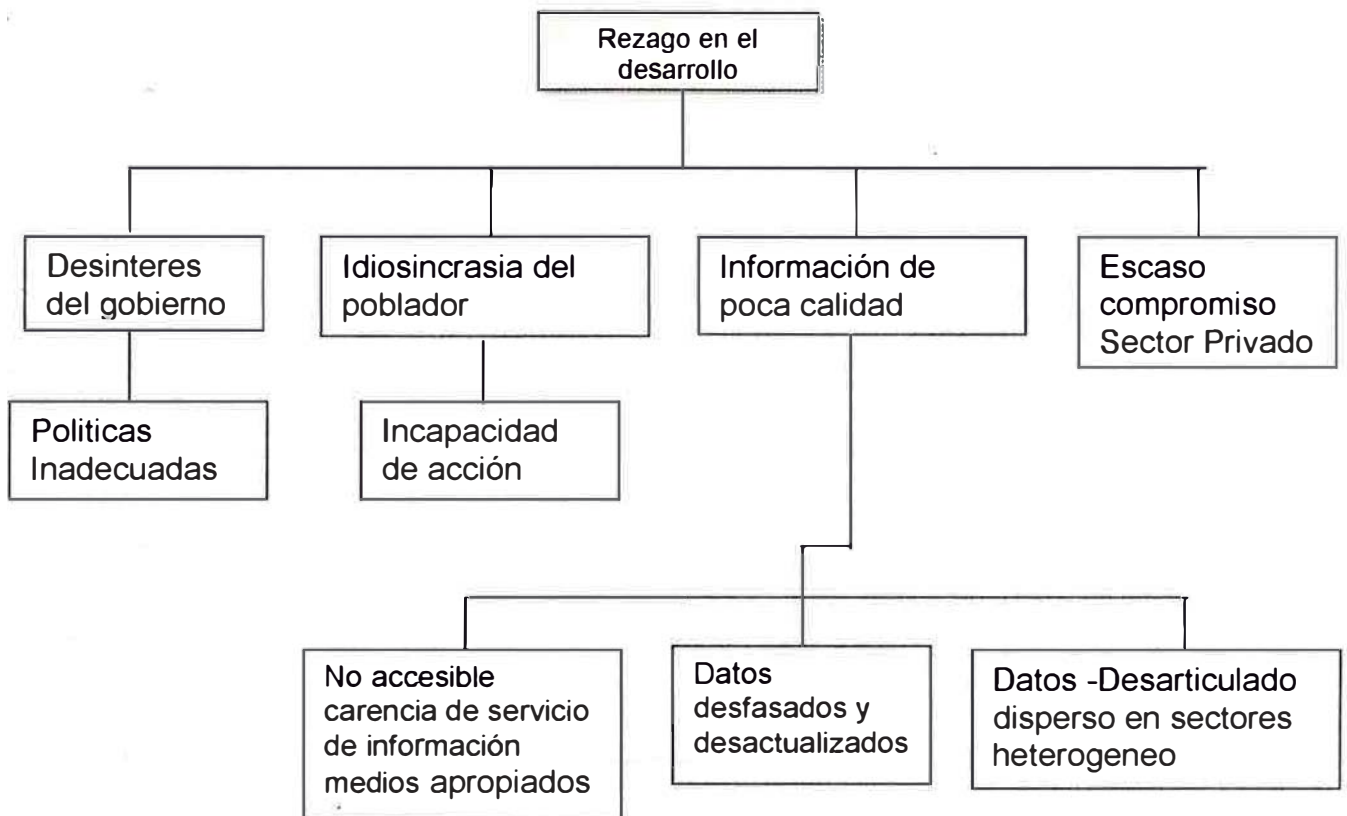 Rezago en el
desarrollo
Desinteres
del gobierno
Idiosincrasia del
poblador
Información de
poca calidad
Escaso
compromiso
Sector Privado
Politicas
Inadecuadas
Incapacidad
de acción
No accesible
carencia de servicio
de información
medios apropiados
Datos
desfasados y
desactualizados
Datos -Desarticulado
disperso en sectores
heterogeneo